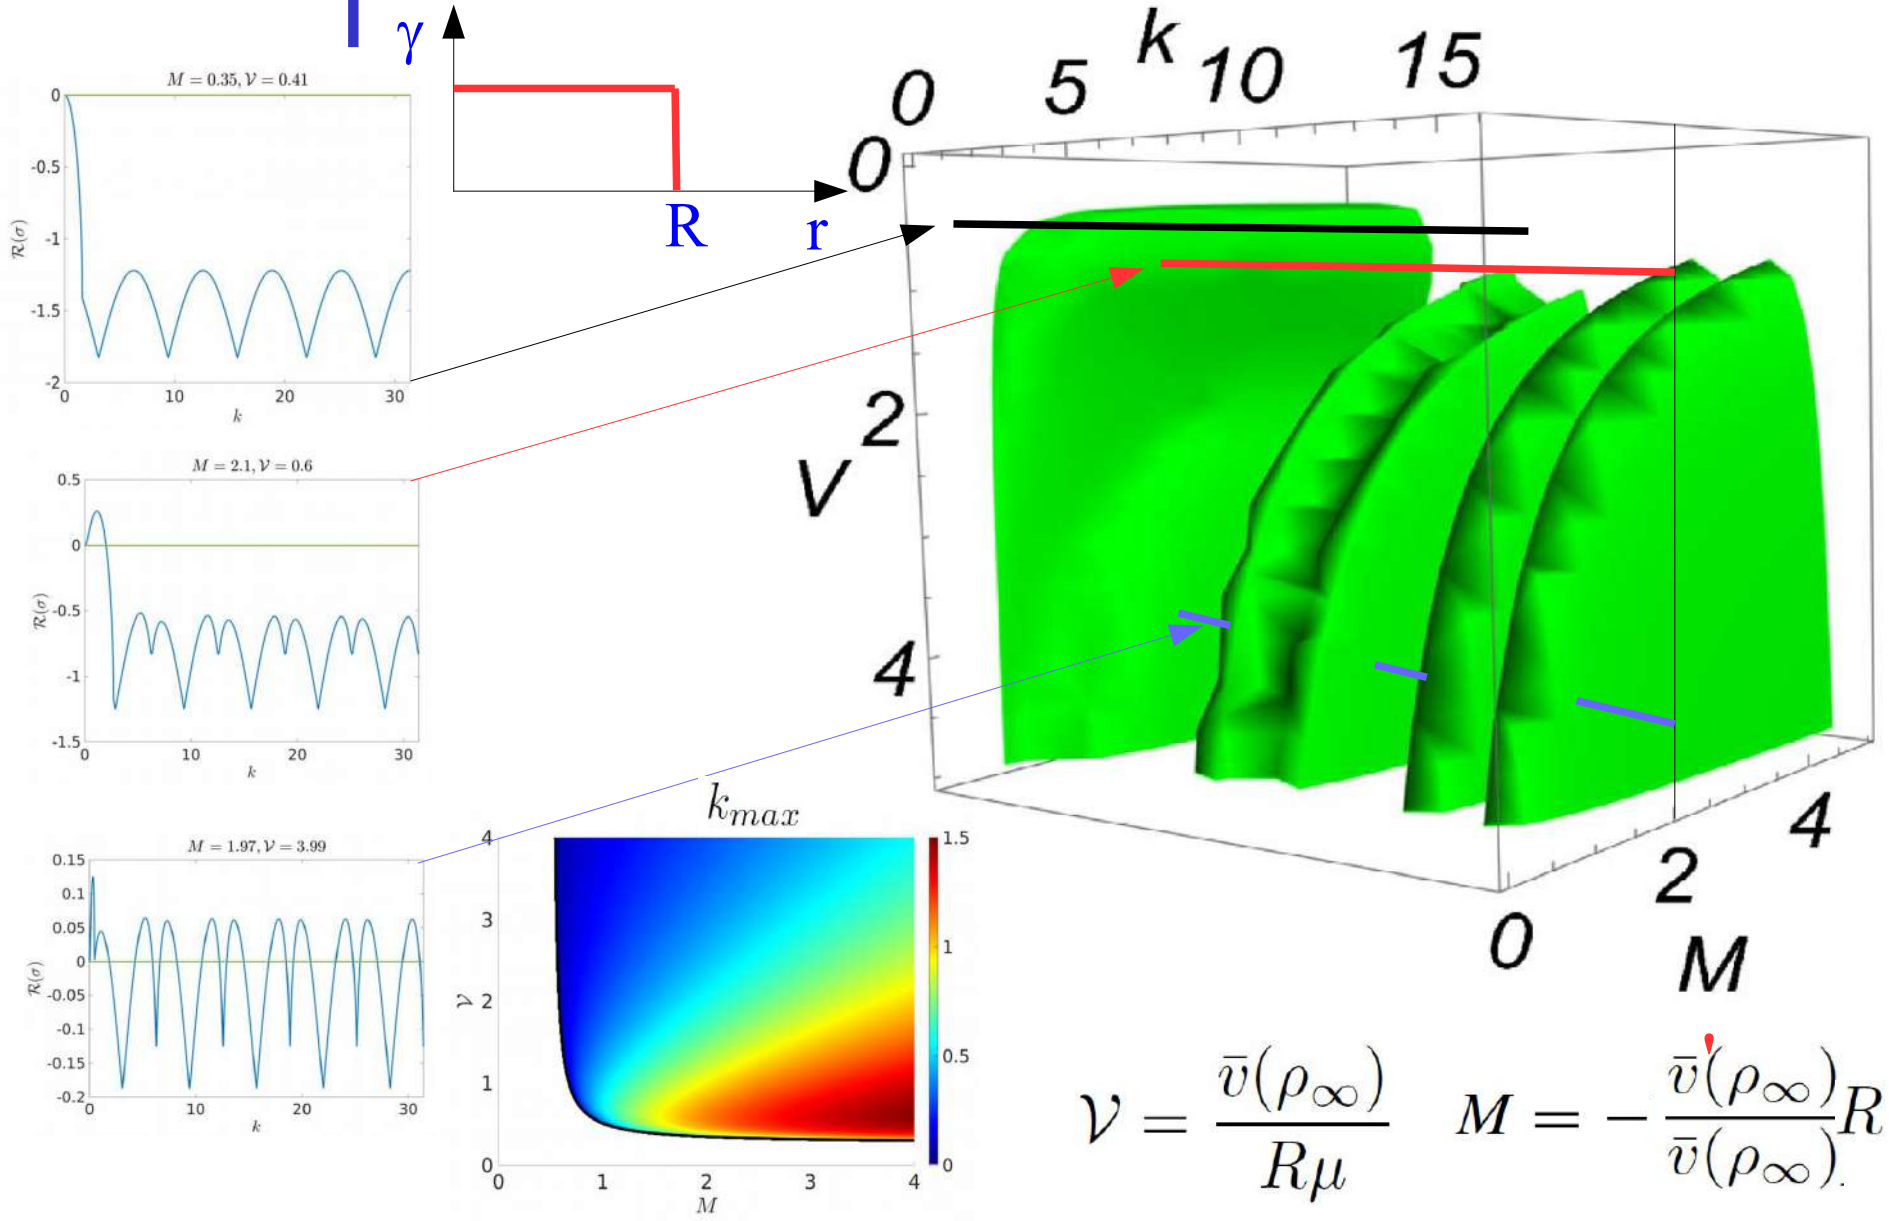 γ
R
r
M = 0.35, 𝒱 = 0.41
0
-0.5
-1
-1.5
-2
ℛ(σ)
0 10 20 30
k
M = 2.1, 𝒱 = 0.6
0.5
0
-0.5
-1
-1.5
ℛ(σ)
0 10 20 30
k
M = 1.97, 𝒱 = 3.99
0.15
0.1
0.05
0
-0.05
-0.1
-0.15
-0.2
ℛ(σ)
0 10 20 30
k
k_max
4
3
2
1
0
𝒱
0 1 2 3 4
M
1.5
1
0.5
0
0 5 k 10 15
0
2
V
4
0 2 4
M
𝒱 = v̄(ρ∞) / Rμ
M = − v̄'(ρ∞) / v̄(ρ∞) R
.